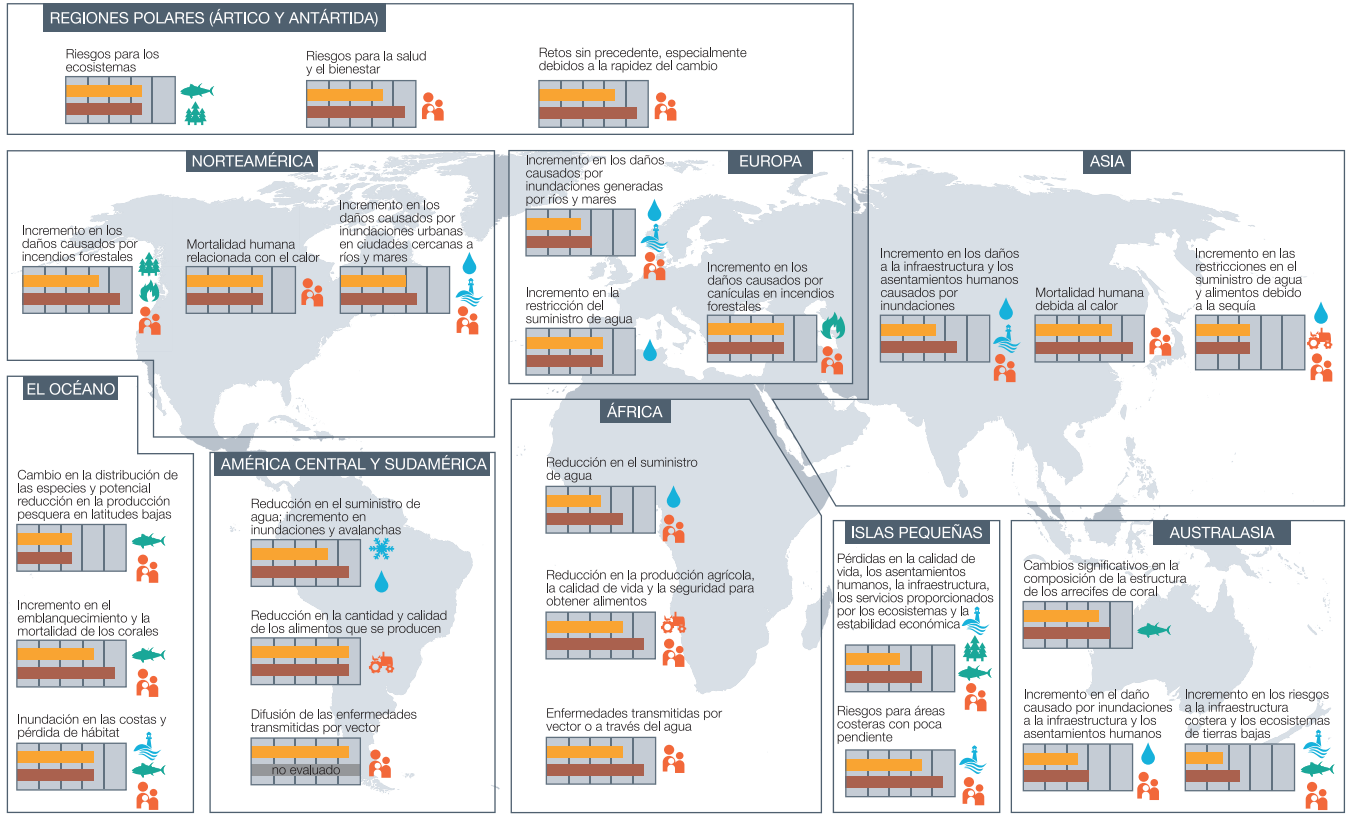 REGIONES POLARES (ÁRTICO Y ANTÁRTIDA)
Riesgos para los
ecosistemas
Riesgos para la salud
y el bienestar
Retos sin precedente, especialmente
debidos a la rapidez del cambio
NORTEAMÉRICA
Incremento en los
daños causados por
incendios forestales
Mortalidad humana
relacionada con el calor
Incremento en los
daños causados por
inundaciones urbanas
en ciudades cercanas a
ríos y mares
EUROPA
Incremento en los daños
causados por
inundaciones generadas
por ríos y mares
Incremento en la
restricción del
suministro de agua
Incremento en los
daños causados por
canículas en incendios
forestales
ASIA
Incremento en los daños
a la infraestructura y los
asentamientos humanos
causados por
inundaciones
Mortalidad humana
debida al calor
Incremento en las
restricciones en el
suministro de agua
y alimentos debido
a la sequía
EL OCÉANO
Cambio en la distribución de
las especies y potencial
reducción en la producción
pesquera en latitudes bajas
Incremento en el
emblanquecimiento y la
mortalidad de los corales
Inundación en las costas y
pérdida de hábitat
AMÉRICA CENTRAL Y SUDAMÉRICA
Reducción en el suministro de
agua; incremento en
inundaciones y avalanchas
Reducción en la cantidad y calidad
de los alimentos que se producen
Difusión de las enfermedades
transmitidas por vector
no evaluado
ÁFRICA
Reducción en el suministro
de agua
Reducción en la producción agrícola,
la calidad de vida y la seguridad para
obtener alimentos
Enfermedades transmitidas por
vector o a través del agua
ISLAS PEQUEÑAS
Pérdidas en la calidad de
vida, los asentamientos
humanos, la infraestructura,
los servicios proporcionados
por los ecosistemas y la
estabilidad económica
Riesgos para áreas
costeras con poca
pendiente
AUSTRALASIA
Cambios significativos en la
composición de la estructura
de los arrecifes de coral
Incremento en el daño
causado por inundaciones
a la infraestructura y los
asentamientos humanos
Incremento en los riesgos
a la infraestructura
costera y los ecosistemas
de tierras bajas